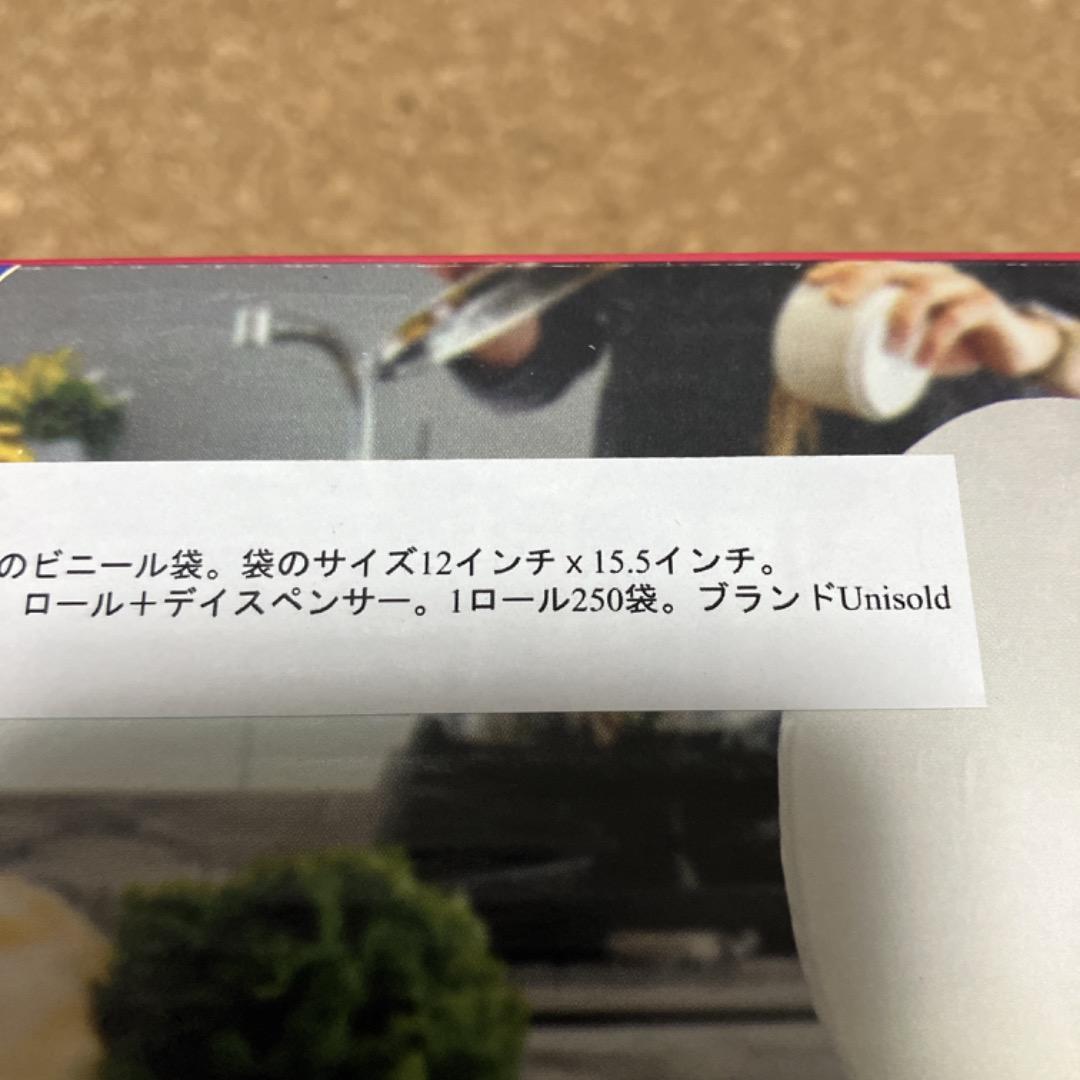 のビニール袋。袋のサイズ12インチ x 15.5インチ。
ロール＋デイスペンサー。1ロール250袋。ブランドUnisold